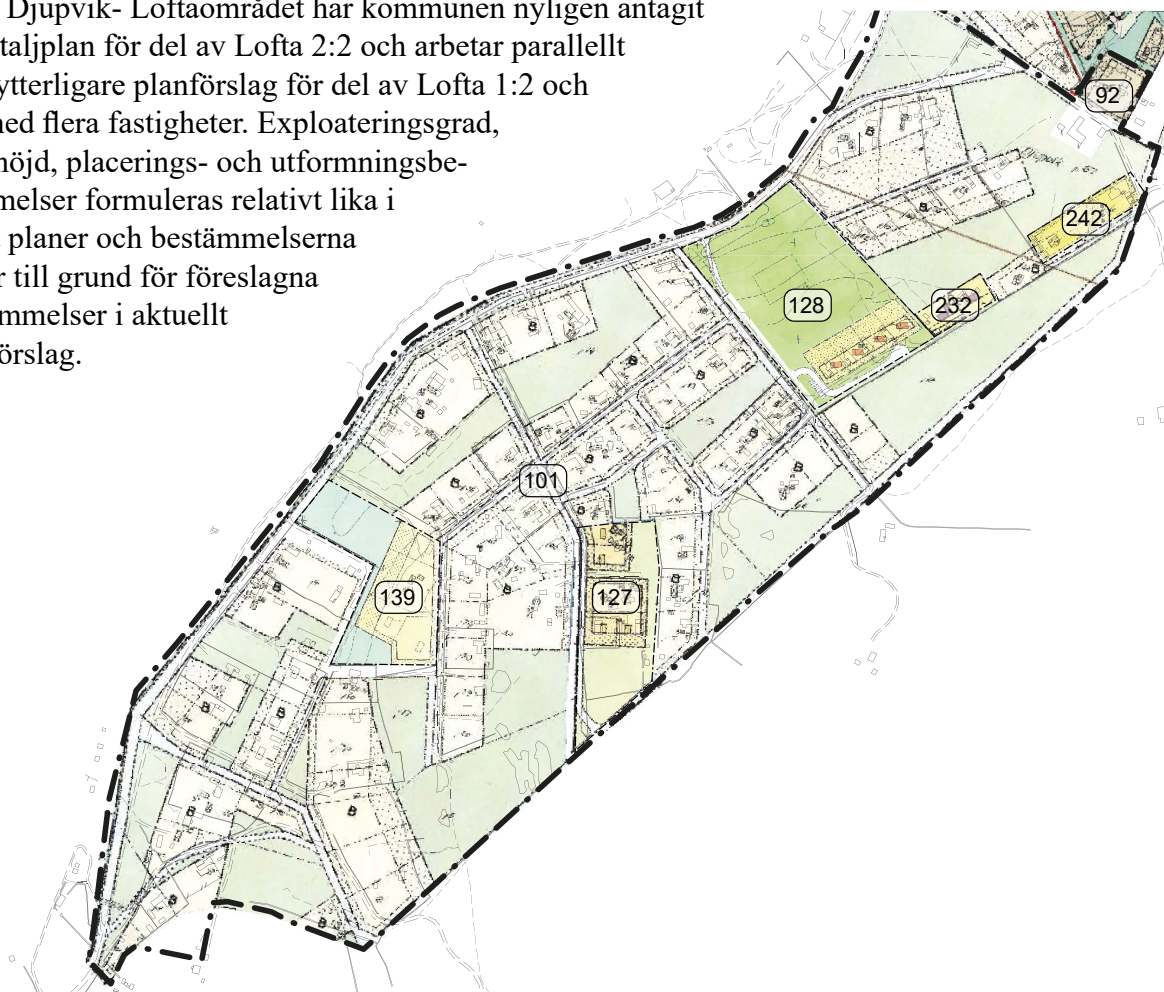 Djupvik- Loftaområdet har kommunen nyligen antagit
taljplan för del av Lofta 2:2 och arbetar parallellt
ytterligare planförslag för del av Lofta 1:2 och
ned flera fastigheter. Exploateringsgrad,
höjd, placerings- och utformningsbe-
melser formuleras relativt lika i
planer och bestämmelserna
r till grund för föreslagna
mmelser i aktuellt
örslag.
92
242
128
232
101
139
127